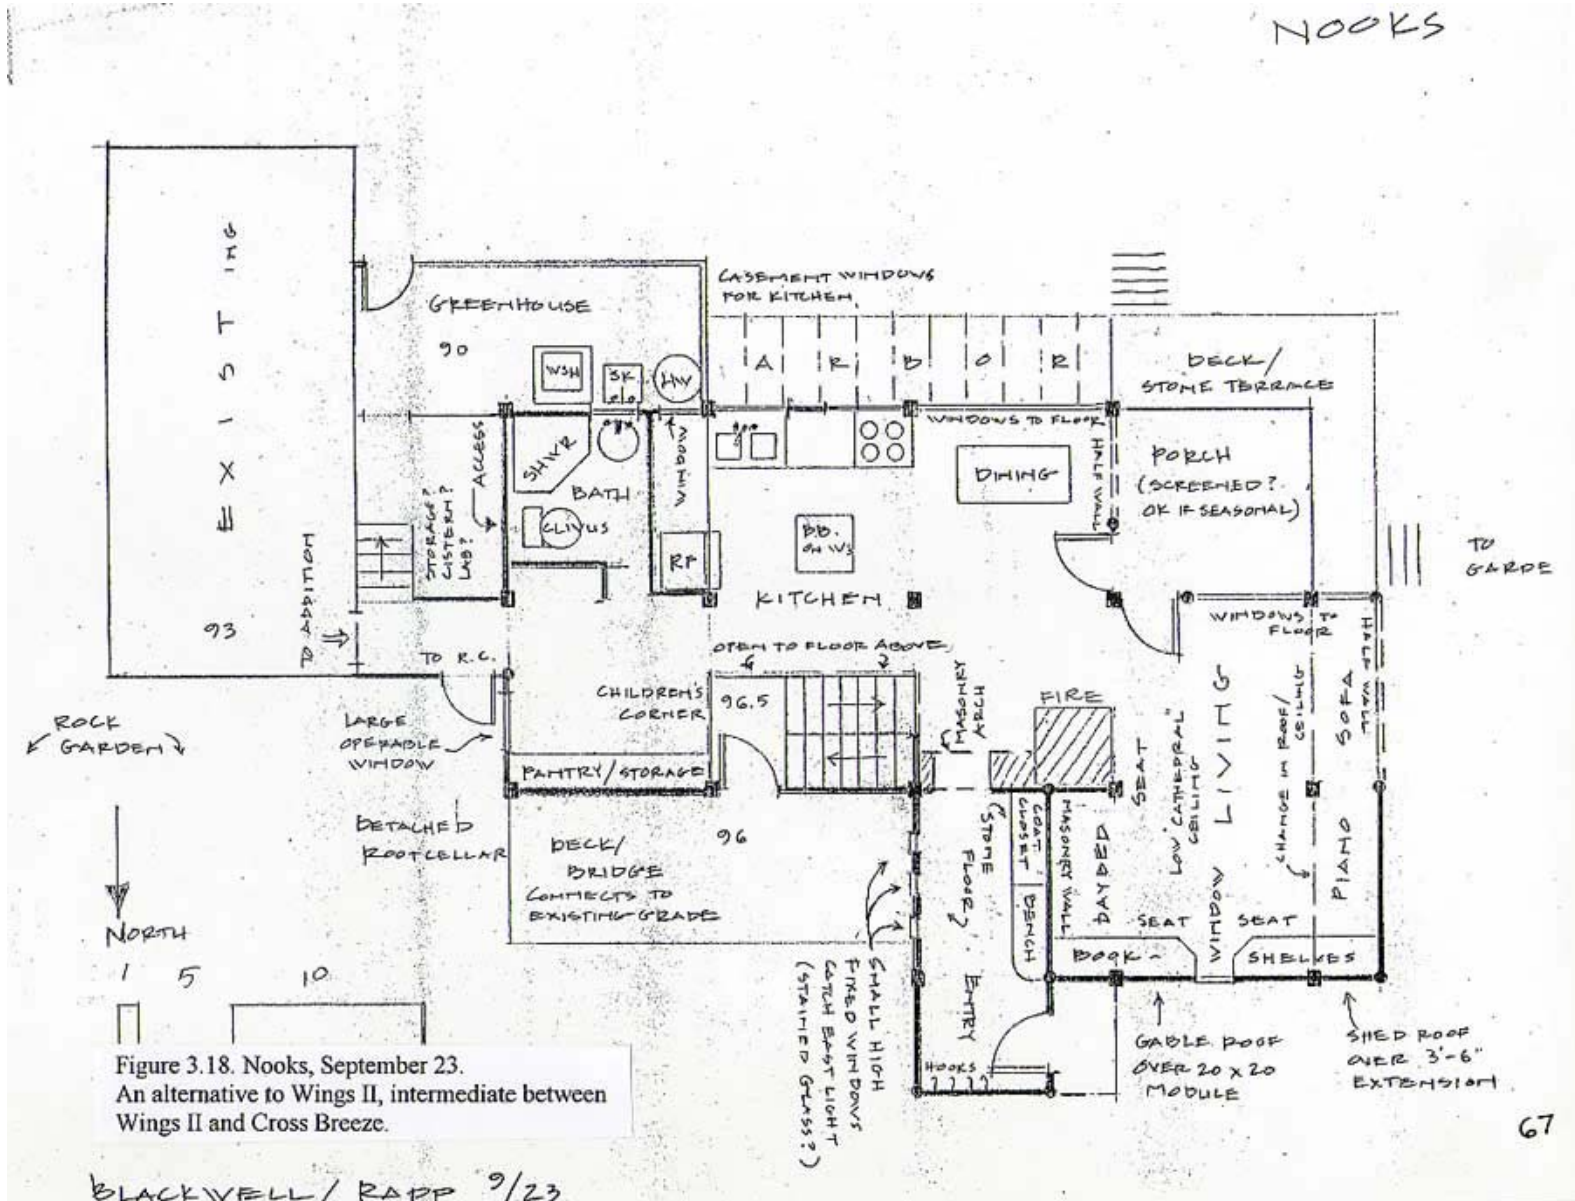 NOOKS
CASEMENT WINDOWS
FOR KITCHEN
GREENHOUSE
90
WSH
SK
HW
ARBOR
DECK/
STONE TERRACE
EXISTING
93
TO ADDITION
STORAGE?
CISTERN?
LAB?
ACCESS
SHWR
BATH
CLIVUS
WINDOW
RF
WINDOWS TO FLOOR
DINING
HALF WALL
PORCH
(SCREENED?
OK IF SEASONAL)
B.B.
ON W'S
KITCHEN
TO
GARDE
WINDOWS TO
FLOOR
HALF WALL
TO R.C.
OPEN TO FLOOR ABOVE
CHILDREN'S
CORNER
96.5
MASONRY
ARCH
FIRE
ROCK
GARDEN
LARGE
OPERABLE
WINDOW
PANTRY/STORAGE
SEAT
LOW "CATHEDRAL"
CEILING
LIVING
CHANGE IN ROOF/
CEILING
SOFA
PIANO
DETACHED
ROOT CELLAR
DECK/
BRIDGE
CONNECTS TO
EXISTING GRADE
96
STONE
FLOOR
ENTRY
COAT
CLOSET
BENCH
MASONRY WALL
DAYBED
SEAT
WINDOW
SEAT
BOOK-
SHELVES
NORTH
1 5 10
SMALL HIGH
FIXED WINDOWS
CATCH EAST LIGHT
(STAINED GLASS?)
HOOKS
GABLE ROOF
OVER 20 x 20
MODULE
SHED ROOF
OVER 3'-6"
EXTENSION
Figure 3.18. Nooks, September 23.
An alternative to Wings II, intermediate between
Wings II and Cross Breeze.
67
BLACKWELL/RAPP 9/23